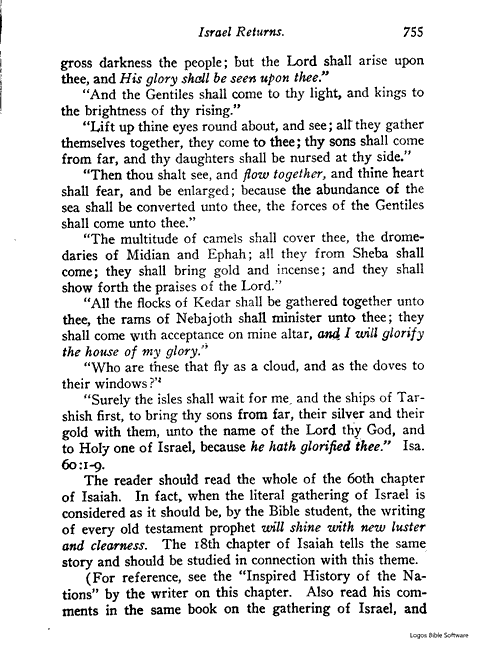 Israel Returns. 755
gross darkness the people; but the Lord shall arise upon
thee, and His glory shall be seen upon thee."
"And the Gentiles shall come to thy light, and kings to
the brightness of thy rising."
"Lift up thine eyes round about, and see; all they gather
themselves together, they come to thee; thy sons shall come
from far, and thy daughters shall be nursed at thy side."
"Then thou shalt see, and flow together, and thine heart
shall fear, and be enlarged; because the abundance of the
sea shall be converted unto thee, the forces of the Gentiles
shall come unto thee."
"The multitude of camels shall cover thee, the drome-
daries of Midian and Ephah; all they from Sheba shall
come; they shall bring gold and incense; and they shall
show forth the praises of the Lord."
"All the flocks of Kedar shall be gathered together unto
thee, the rams of Nebajoth shall minister unto thee; they
shall come with acceptance on mine altar, and I will glorify
the house of my glory."
"Who are these that fly as a cloud, and as the doves to
their windows?"
"Surely the isles shall wait for me, and the ships of Tar-
shish first, to bring thy sons from far, their silver and their
gold with them, unto the name of the Lord thy God, and
to Holy one of Israel, because he hath glorified thee." Isa.
60:1-9.
The reader should read the whole of the 60th chapter
of Isaiah. In fact, when the literal gathering of Israel is
considered as it should be, by the Bible student, the writing
of every old testament prophet will shine with new luster
and clearness. The 18th chapter of Isaiah tells the same
story and should be studied in connection with this theme.
(For reference, see the "Inspired History of the Na-
tions" by the writer on this chapter. Also read his com-
ments in the same book on the gathering of Israel, and
Logos Bible Software